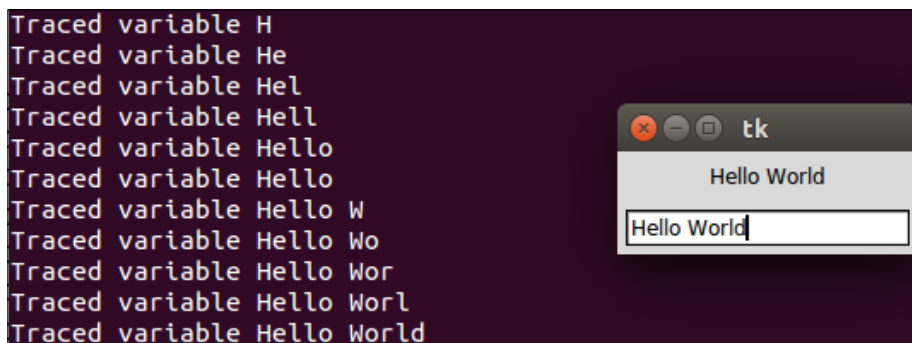 Traced variable H
Traced variable He
Traced variable Hel
Traced variable Hell
Traced variable Hello
Traced variable Hello
Traced variable Hello W
Traced variable Hello Wo
Traced variable Hello Wor
Traced variable Hello Worl
Traced variable Hello World
tk
Hello World
Hello World